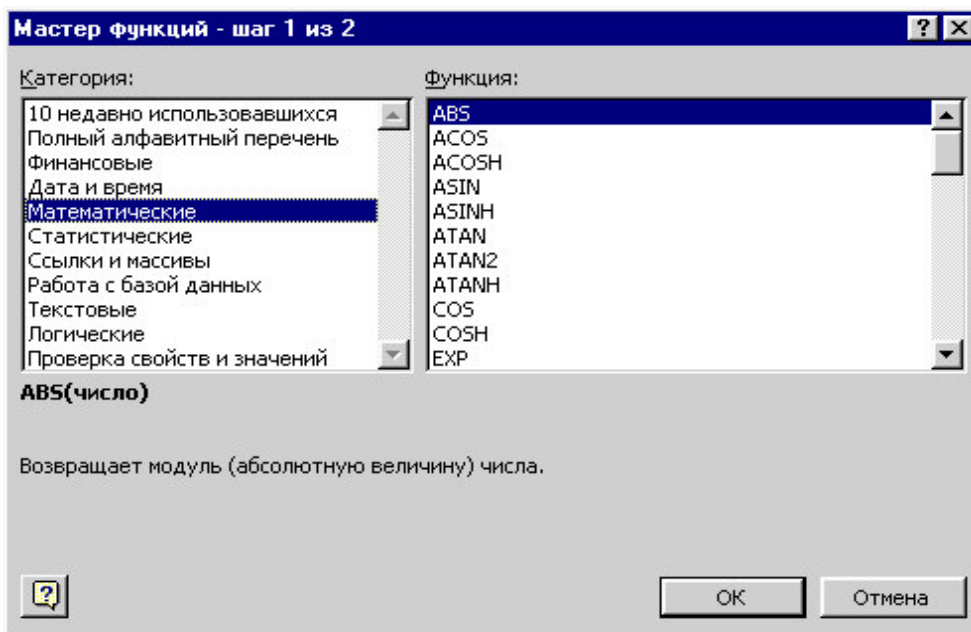 Мастер функций - шаг 1 из 2
Категория:
10 недавно использовавшихся
Полный алфавитный перечень
Финансовые
Дата и время
Математические
Статистические
Ссылки и массивы
Работа с базой данных
Текстовые
Логические
Проверка свойств и значений
Функция:
ABS
ACOS
ACOSH
ASIN
ASINH
ATAN
ATAN2
ATANH
COS
COSH
EXP
ABS(число)
Возвращает модуль (абсолютную величину) числа.
OK
Отмена